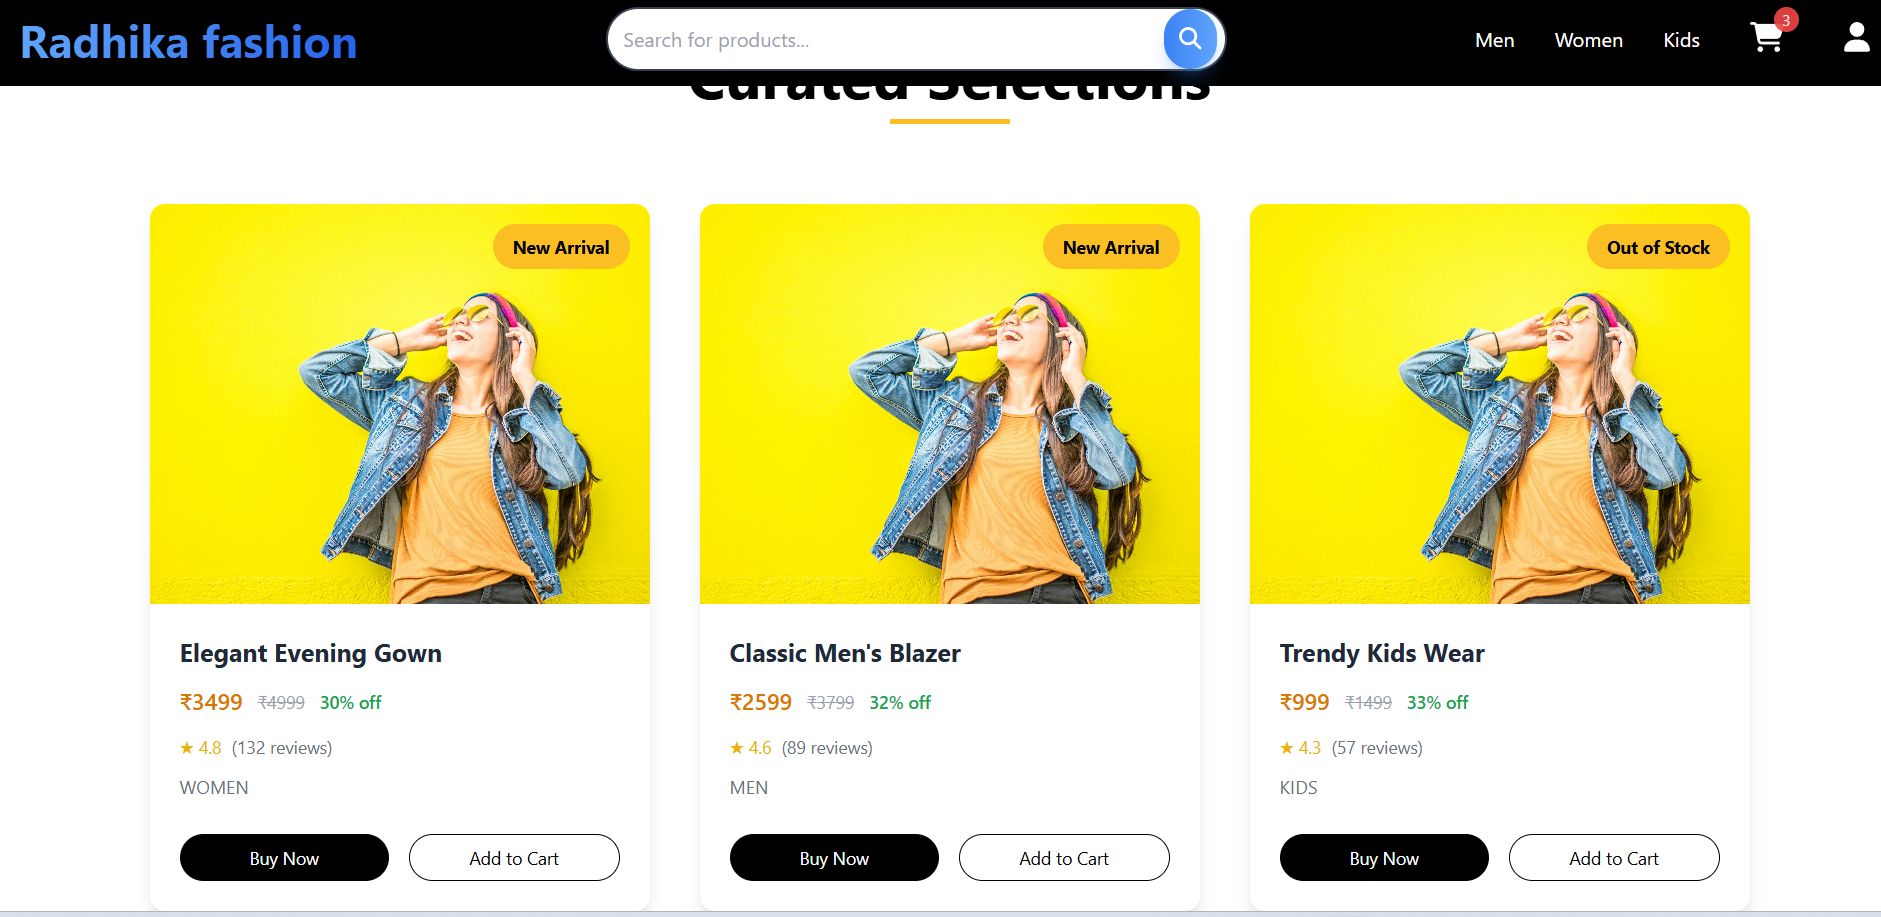 Radhika fashion
Search for products...
Men Women Kids 3
Curated Selections
New Arrival
New Arrival
Out of Stock
Elegant Evening Gown
₹3499 ₹4999 30% off
★ 4.8 (132 reviews)
WOMEN
Buy Now Add to Cart
Classic Men's Blazer
₹2599 ₹3799 32% off
★ 4.6 (89 reviews)
MEN
Buy Now Add to Cart
Trendy Kids Wear
₹999 ₹1499 33% off
★ 4.3 (57 reviews)
KIDS
Buy Now Add to Cart